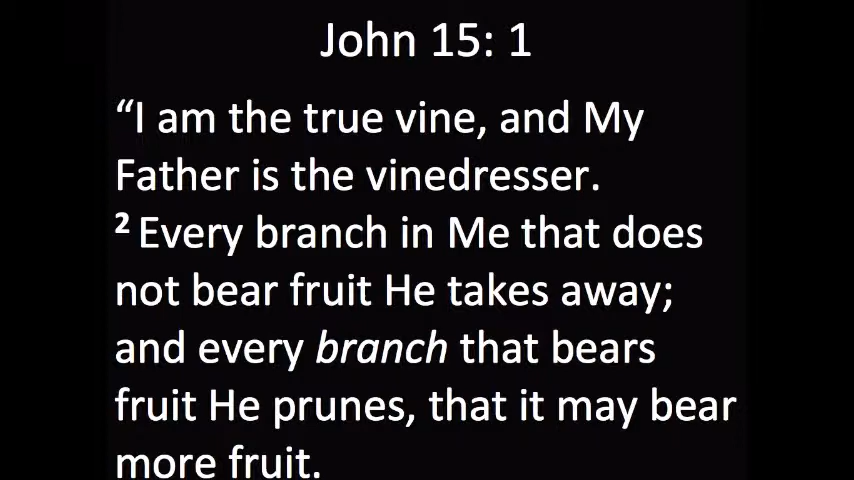 John 15: 1
“I am the true vine, and My
Father is the vinedresser.
² Every branch in Me that does
not bear fruit He takes away;
and every branch that bears
fruit He prunes, that it may bear
more fruit.